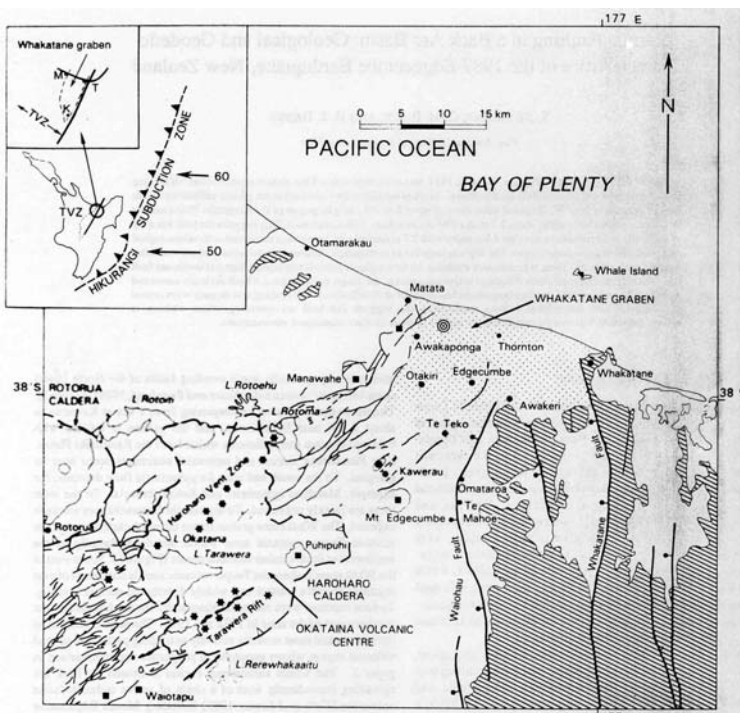 177 E
Whakatane graben
M
T
K
TVZ
N
0 5 10 15 km
PACIFIC OCEAN
BAY OF PLENTY
HIKURANGI
SUBDUCTION
ZONE
60
50
TVZ
Otamarakau
Whale Island
Matata
WHAKATANE GRABEN
Awakaponga
Thornton
Manawahe
Otakiri
Edgecumbe
Whakatane
38°S
ROTORUA
CALDERA
L. Rotoiti
L. Rotoehu
L. Rotoma
38
Awakeri
Te Teko
Kawerau
Haroharo Vent Zone
Omataroa
Te
Mahoe
Rotorua
L. Okataina
Mt. Edgecumbe
L. Tarawera
Puhipuhi
Waiohau
Fault
Whakatane
Fault
HAROHARO
CALDERA
Tarawera Rift
OKATAINA VOLCANIC
CENTRE
L. Rerewhakaaitu
Waiotapu